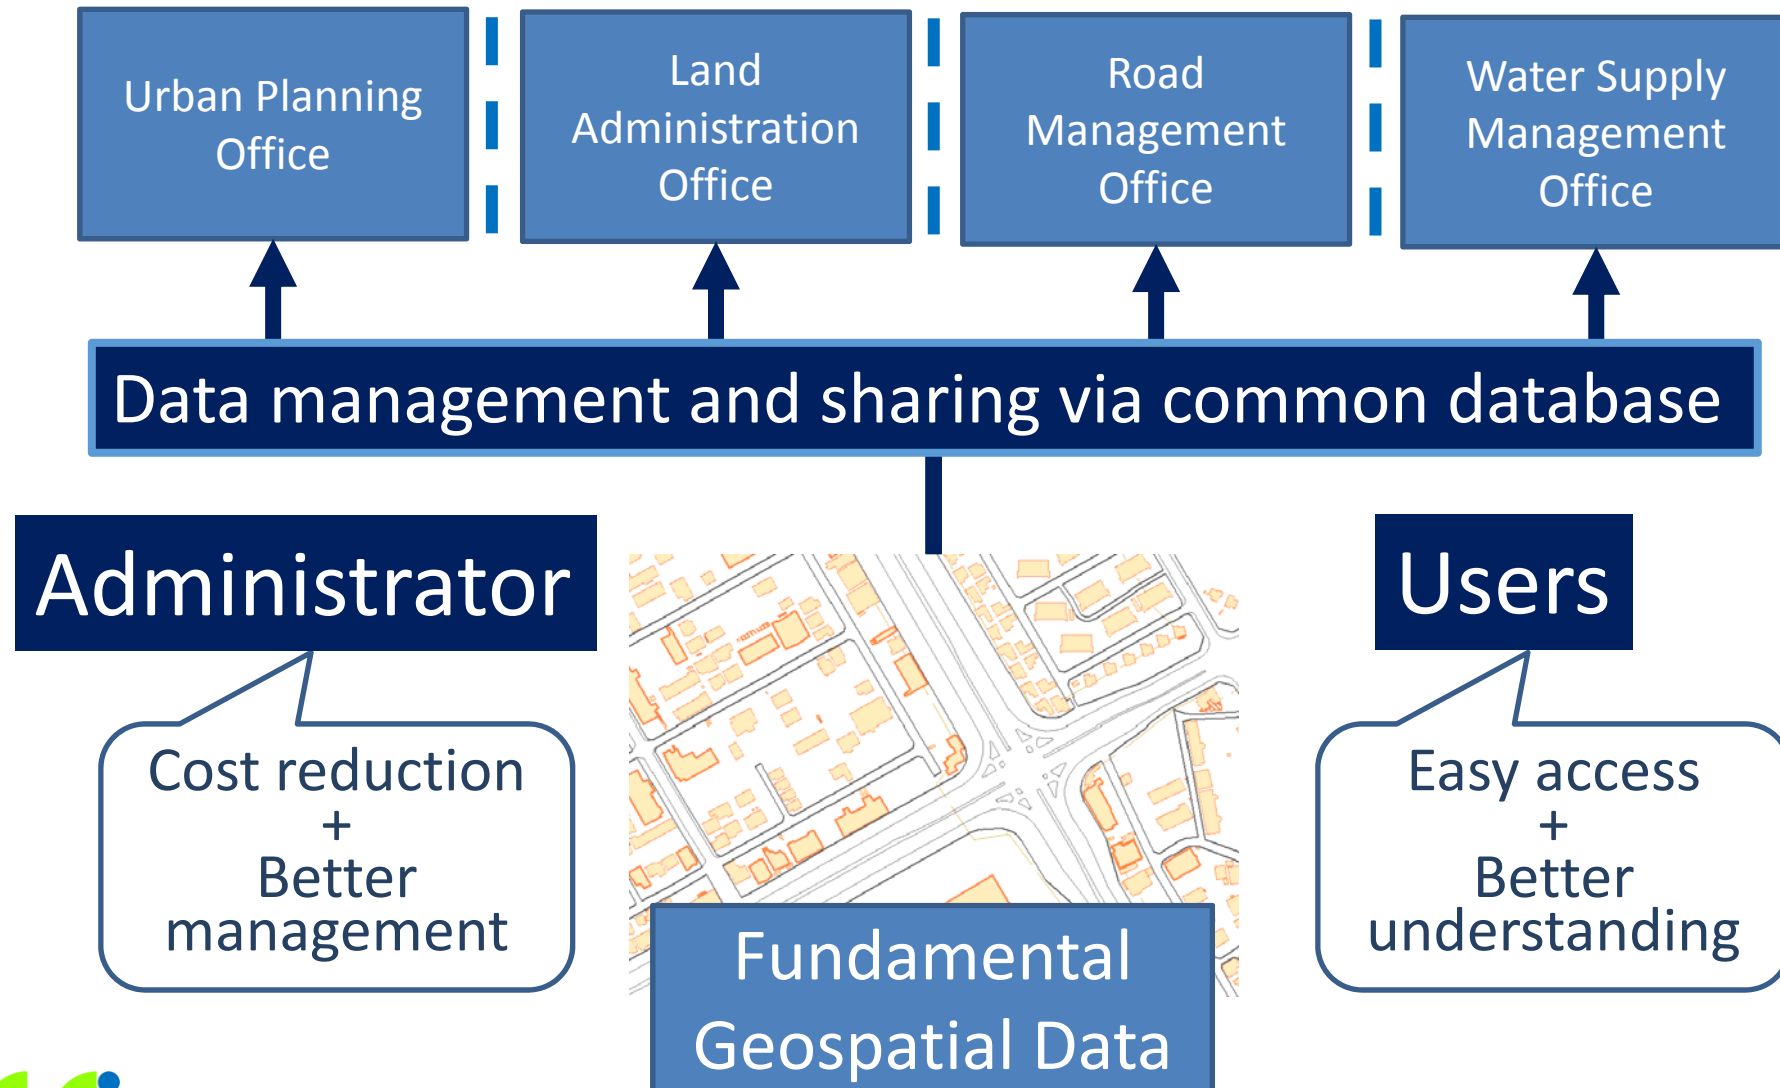 Urban Planning
Office
Land
Administration
Office
Road
Management
Office
Water Supply
Management
Office
Data management and sharing via common database
Administrator
Users
Cost reduction
+
Better
management
Easy access
+
Better
understanding
Fundamental
Geospatial Data